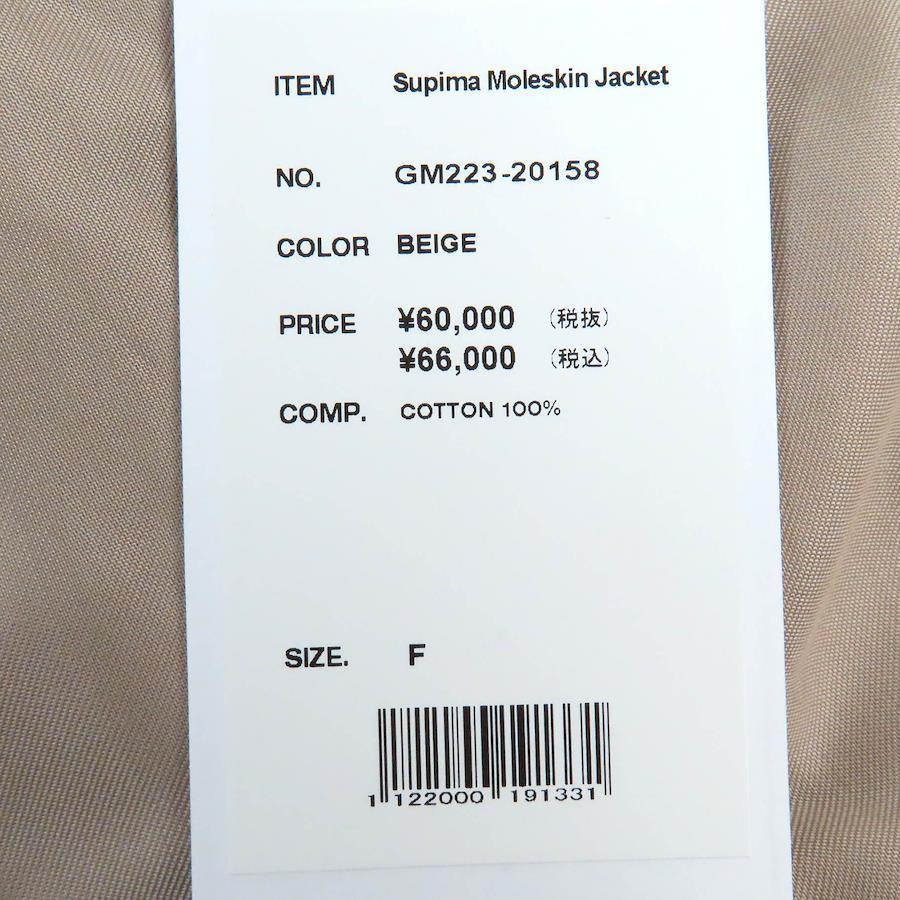 ITEM Supima Moleskin Jacket
NO. GM223-20158
COLOR BEIGE
PRICE ¥60,000 (税抜)
¥66,000 (税込)
COMP. COTTON 100%
SIZE. F
1 122000 191331